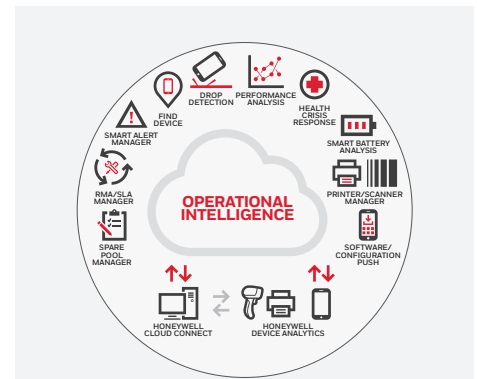 DROP
DETECTION
PERFORMANCE
ANALYSIS
FIND
DEVICE
HEALTH
CRISIS
RESPONSE
SMART ALERT
MANAGER
SMART BATTERY
ANALYSIS
RMA/SLA
MANAGER
PRINTER/SCANNER
MANAGER
OPERATIONAL
INTELLIGENCE
SPARE
POOL
MANAGER
SOFTWARE/
CONFIGURATION
PUSH
HONEYWELL
CLOUD CONNECT
HONEYWELL
DEVICE ANALYTICS